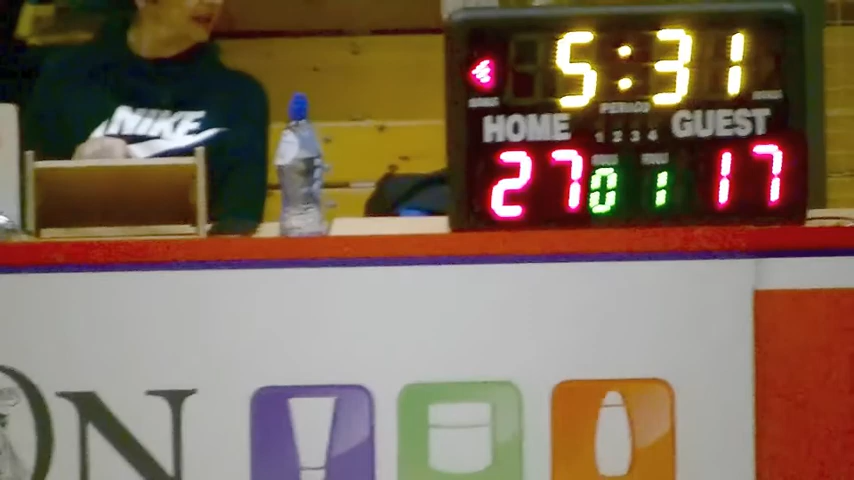 NIKE
5:31
PERIOD
HOME 1 2 3 4 GUEST
27 0 1 17
ON